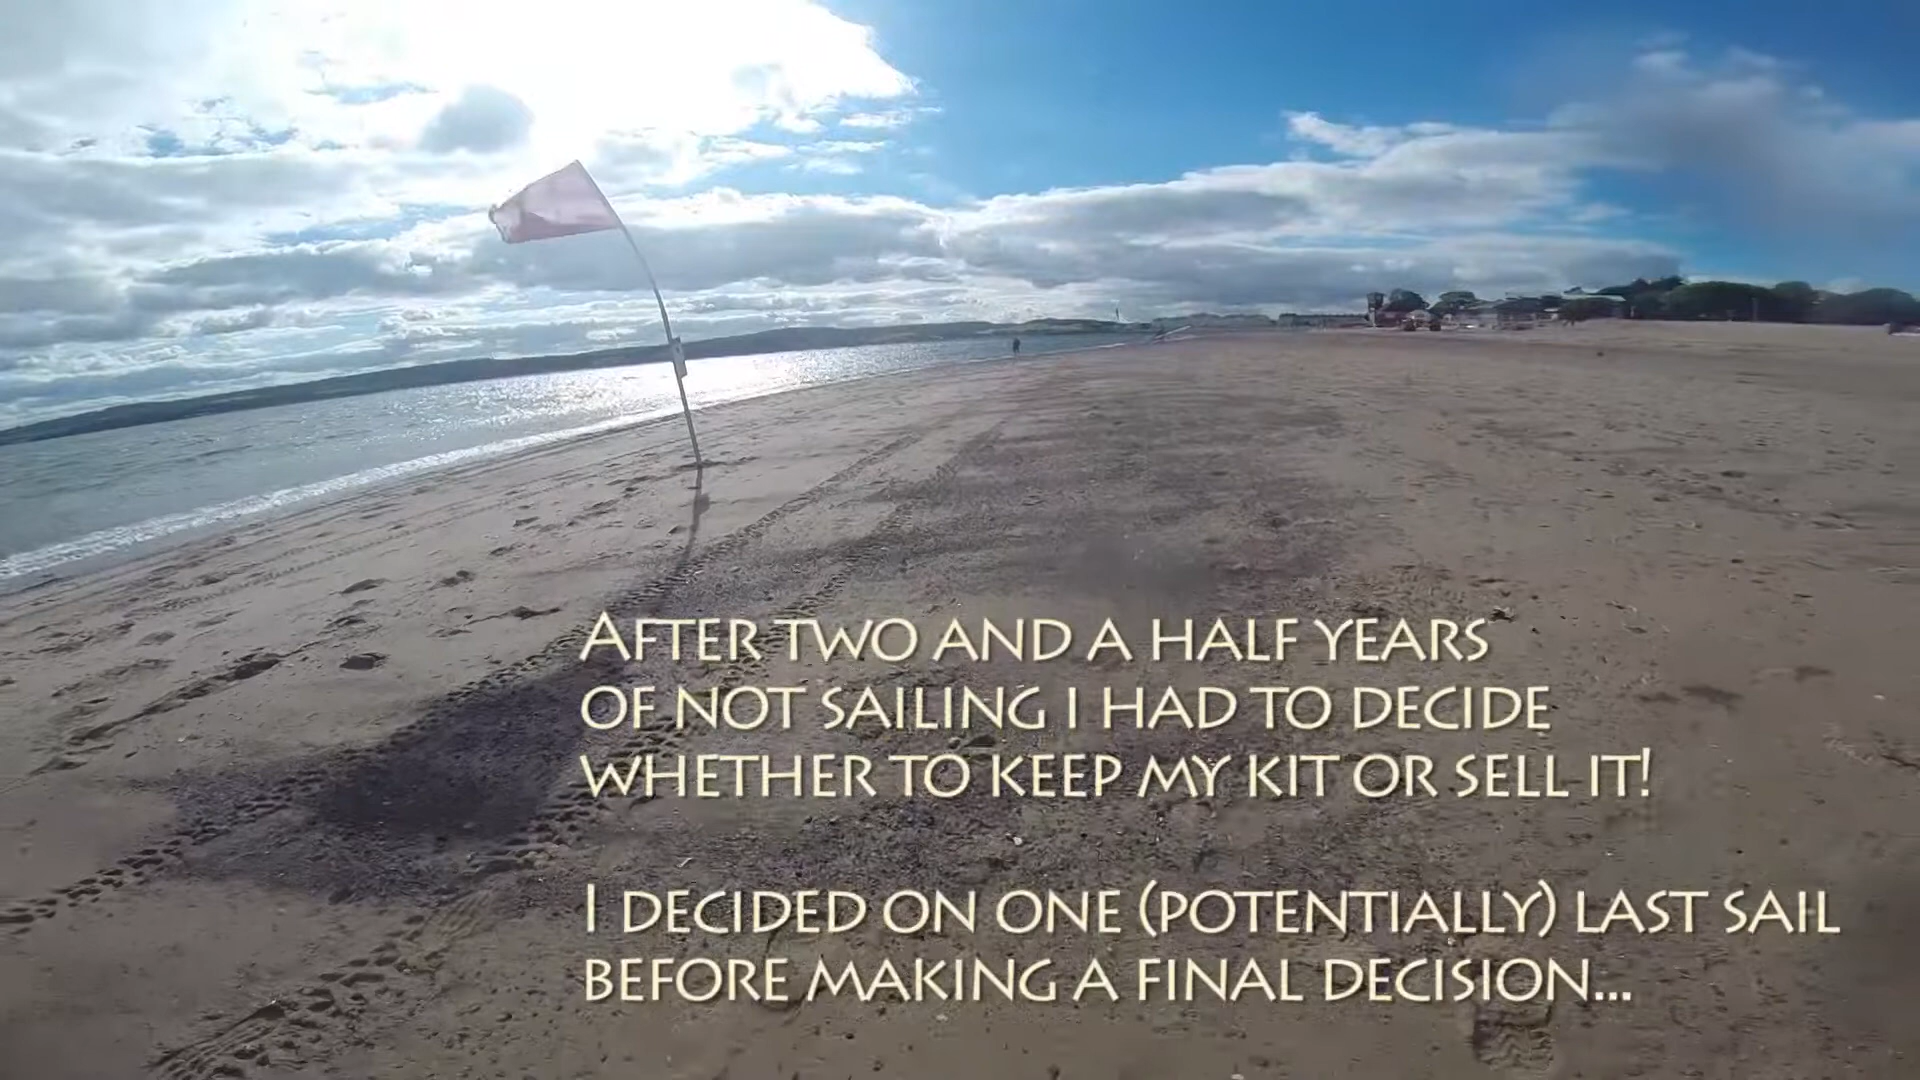 AFTER TWO AND A HALF YEARS
OF NOT SAILING I HAD TO DECIDE
WHETHER TO KEEP MY KIT OR SELL IT!
I DECIDED ON ONE (POTENTIALLY) LAST SAIL
BEFORE MAKING A FINAL DECISION...